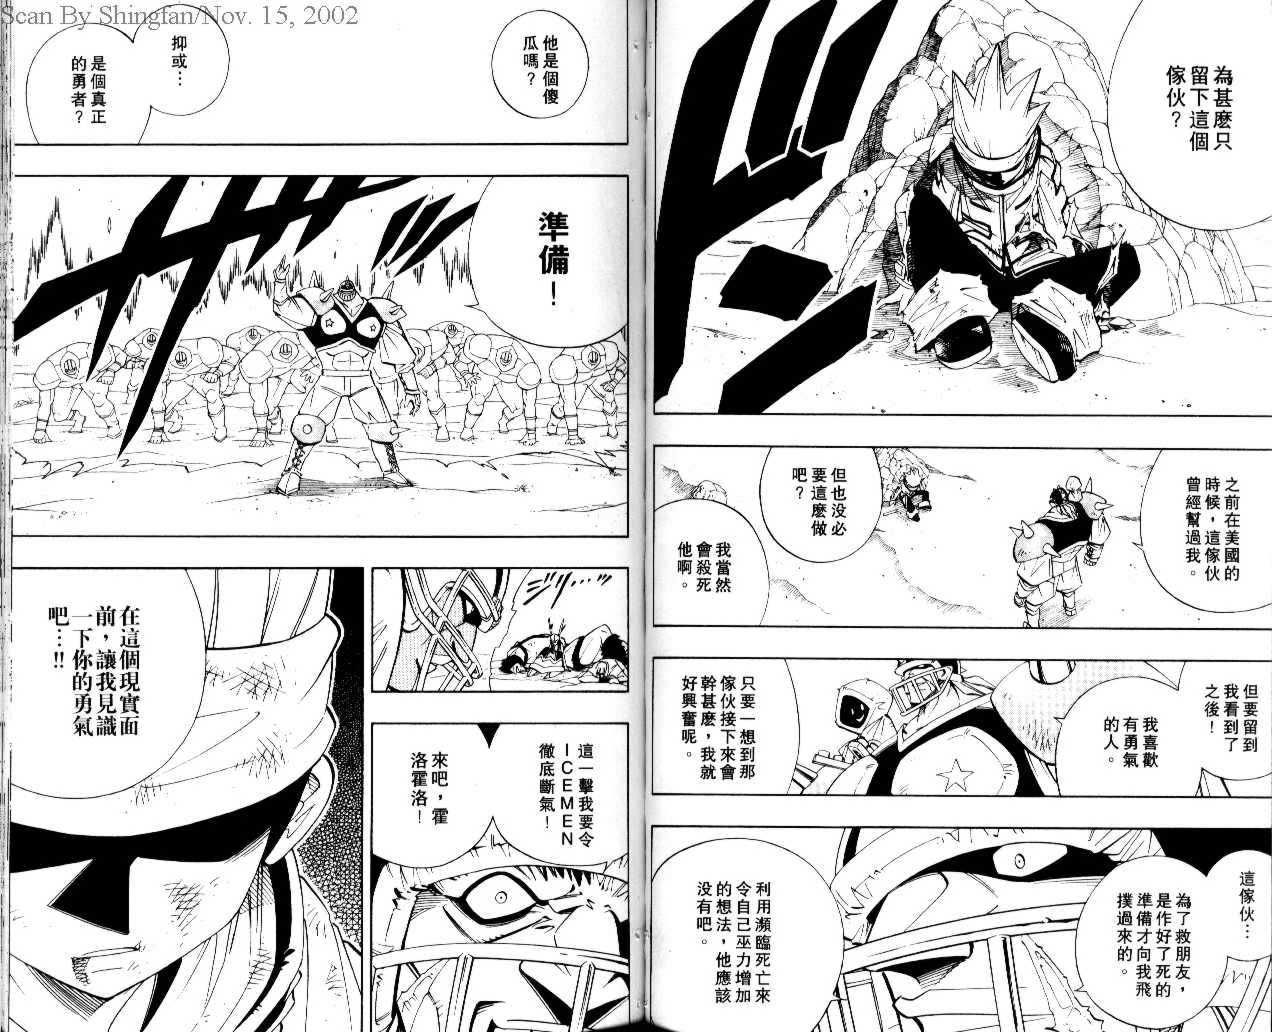 Scan By Shingfan/Nov. 15, 2002
為甚麼只
留下這個
傢伙?
之前在美國的
時候,這傢伙
曾經幫過我。
但也没必
要這麼做
吧?
我當然
會殺死
他啊。
但要留到
我看到了
之後!
我喜歡
有勇氣
的人。
只要一想到那
傢伙接下來會
幹甚麼,我就
好興奮呢。
這傢伙…
為了救朋友,
是作好了死的
準備才向我飛
撲過來的。
利用瀕臨死亡來
令自己巫力增加
的想法,他應該
没有吧。
他是個傻
瓜嗎?
抑或…
是個真正
的勇者?
準備!
這一擊我要令
ICEMEN
徹底斷氣!
來吧,霍
洛霍洛!
在這個現實面
前,讓我見識
一下你的勇氣
吧…!!